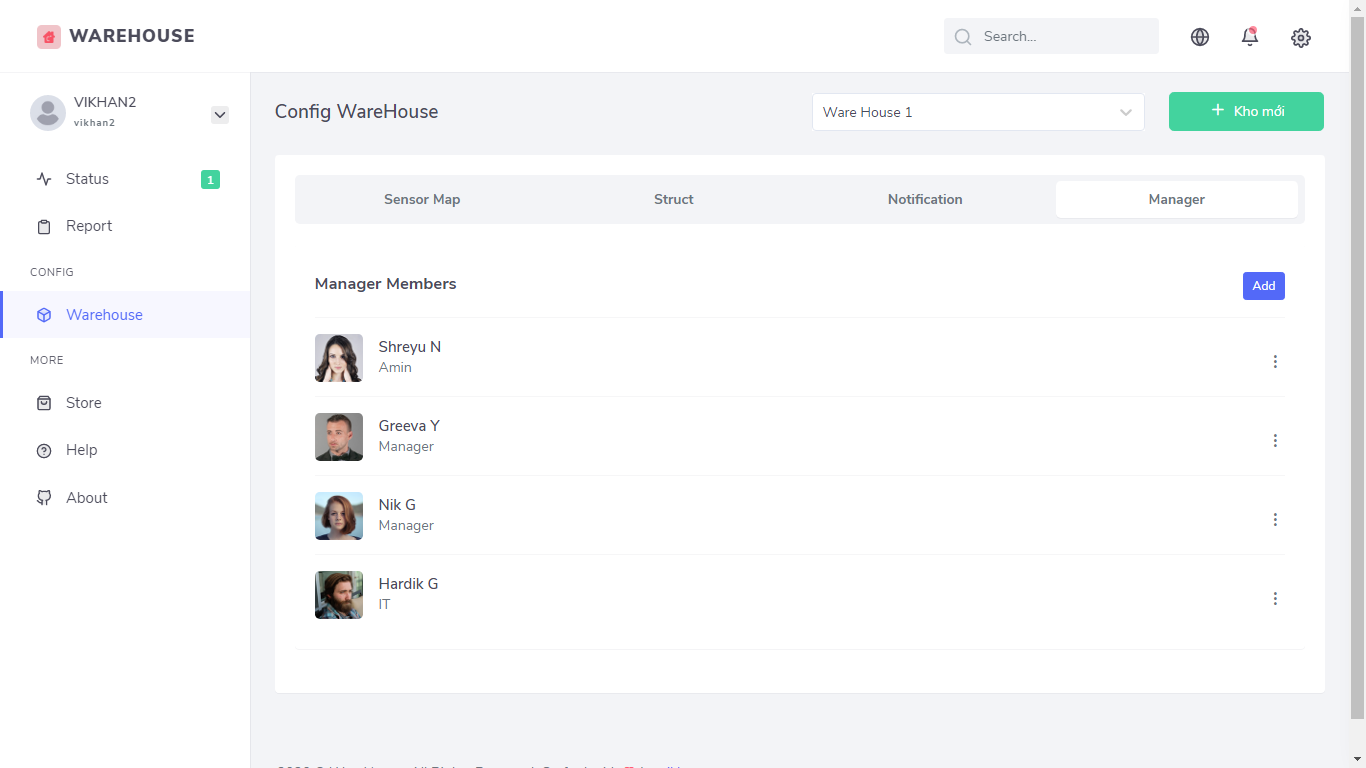 WAREHOUSE
Search...
VIKHAN2
vikhan2
Status
1
Report
CONFIG
Warehouse
MORE
Store
Help
About
Config WareHouse
Ware House 1
Kho mới
Sensor Map
Struct
Notification
Manager
Manager Members
Add
Shreyu N
Amin
Greeva Y
Manager
Nik G
Manager
Hardik G
IT